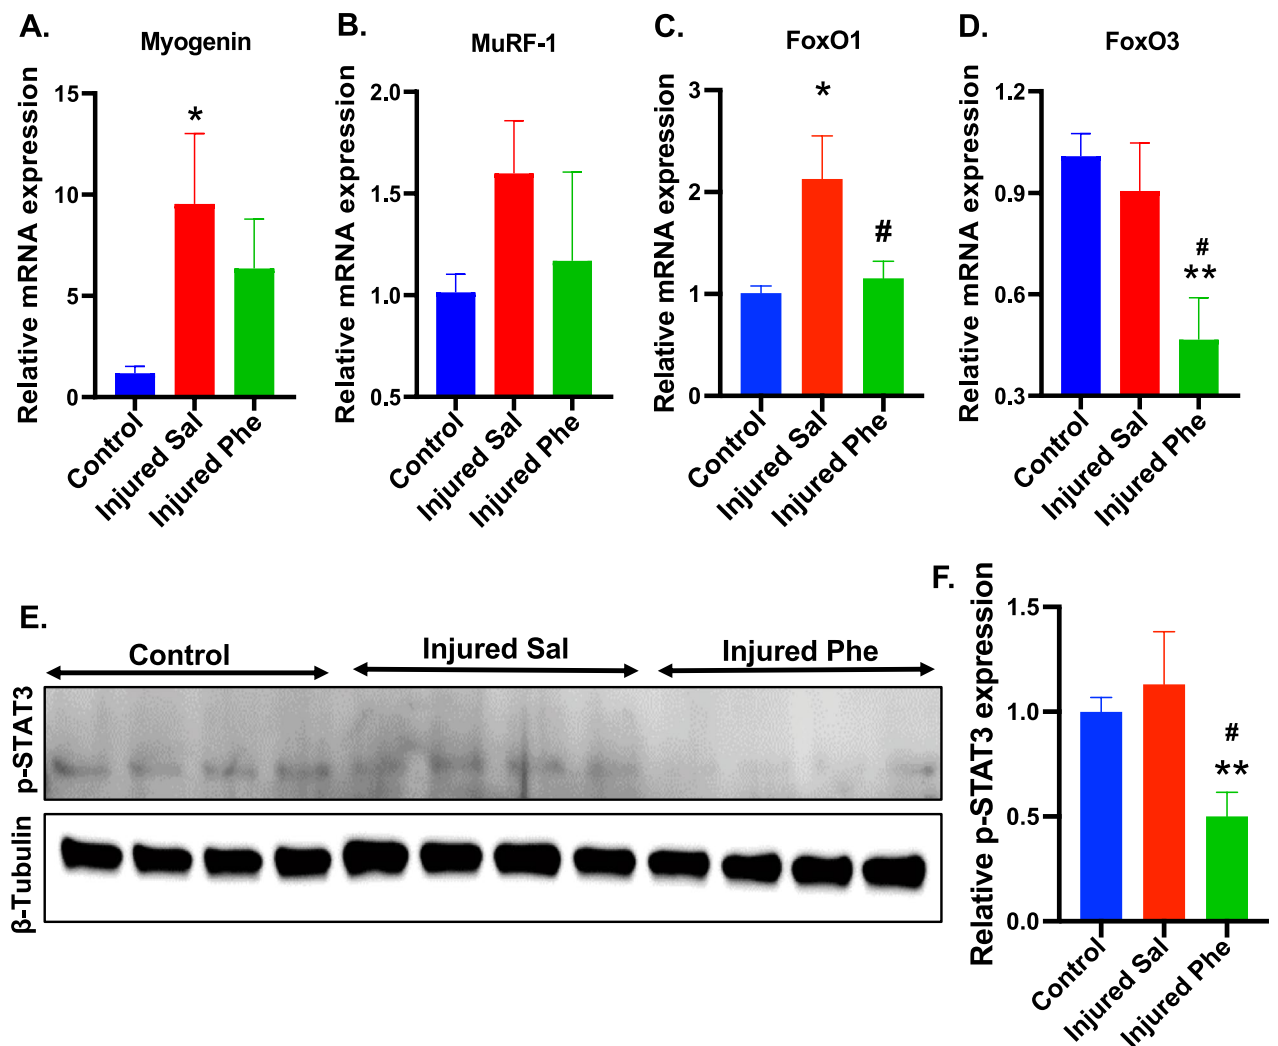 A.
Myogenin
Relative mRNA expression
15
*
10
5
0
Control
Injured Sal
Injured Phe
B.
MuRF-1
Relative mRNA expression
2.0
1.5
1.0
0.5
Control
Injured Sal
Injured Phe
C.
FoxO1
Relative mRNA expression
3
*
2
#
1
0
Control
Injured Sal
Injured Phe
D.
FoxO3
Relative mRNA expression
1.2
0.9
#
**
0.6
0.3
Control
Injured Sal
Injured Phe
E.
Control
Injured Sal
Injured Phe
p-STAT3
β-Tubulin
F.
Relative p-STAT3 expression
1.5
1.0
#
**
0.5
0.0
Control
Injured Sal
Injured Phe